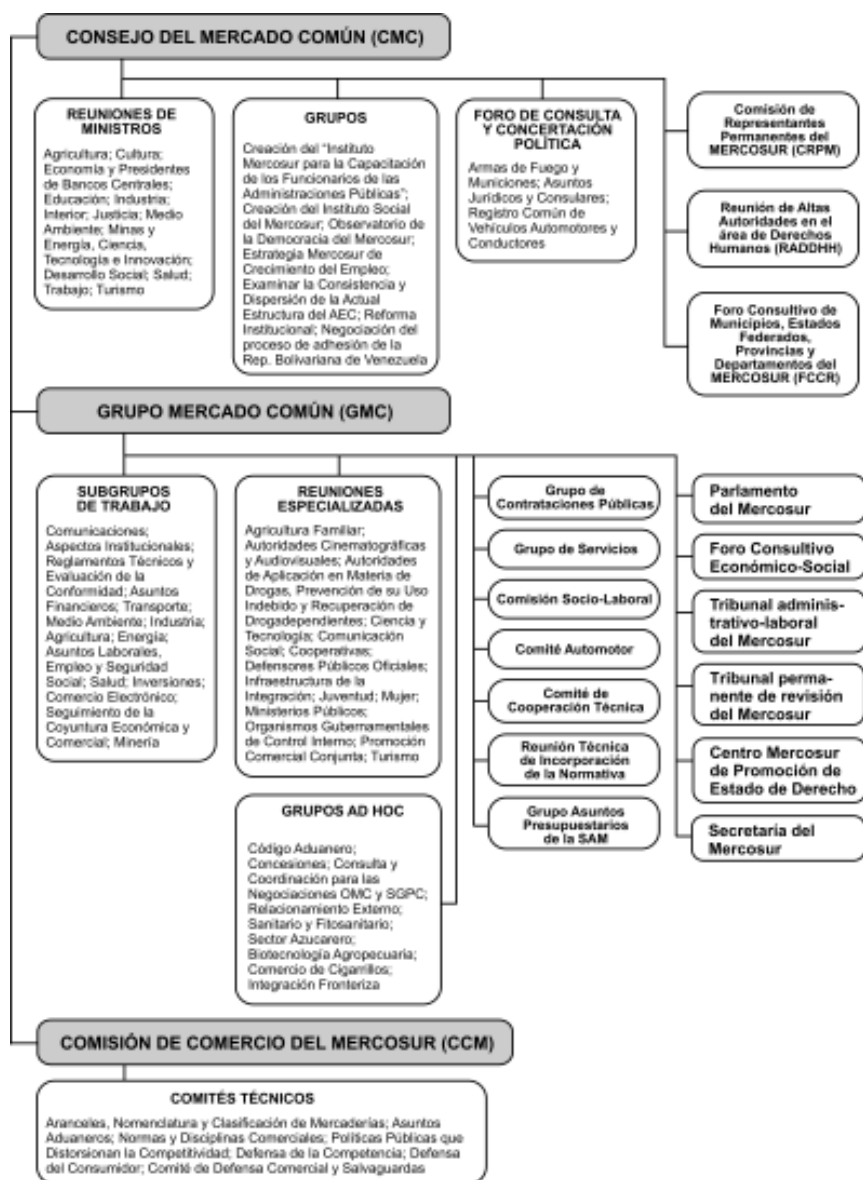 CONSEJO DEL MERCADO COMÚN (CMC)
REUNIONES DE
MINISTROS
Agricultura; Cultura;
Economía y Presidentes
de Bancos Centrales;
Educación; Industria;
Interior; Justicia; Medio
Ambiente; Minas y
Energía, Ciencia,
Tecnología e Innovación;
Desarrollo Social; Salud;
Trabajo; Turismo
GRUPOS
Creación del "Instituto
Mercosur para la Capacitación
de los Funcionarios de las
Administraciones Públicas";
Creación del Instituto Social
del Mercosur; Observatorio de
la Democracia del Mercosur;
Estrategia Mercosur de
Crecimiento del Empleo;
Examinar la Consistencia y
Dispersión de la Actual
Estructura del AEC; Reforma
Institucional; Negociación del
proceso de adhesión de la
Rep. Bolivariana de Venezuela
FORO DE CONSULTA
Y CONCERTACIÓN
POLÍTICA
Armas de Fuego y
Municiones; Asuntos
Jurídicos y Consulares;
Registro Común de
Vehículos Automotores y
Conductores
Comisión de
Representantes
Permanentes del
MERCOSUR (CRPM)
Reunión de Altas
Autoridades en el
área de Derechos
Humanos (RADDHH)
Foro Consultivo de
Municipios, Estados
Federados,
Provincias y
Departamentos del
MERCOSUR (FCCR)
GRUPO MERCADO COMÚN (GMC)
SUBGRUPOS
DE TRABAJO
Comunicaciones;
Aspectos Institucionales;
Reglamentos Técnicos y
Evaluación de la
Conformidad; Asuntos
Financieros; Transporte;
Medio Ambiente; Industria;
Agricultura; Energía;
Asuntos Laborales,
Empleo y Seguridad
Social; Salud; Inversiones;
Comercio Electrónico;
Seguimiento de la
Coyuntura Económica y
Comercial; Minería
REUNIONES
ESPECIALIZADAS
Agricultura Familiar;
Autoridades Cinematográficas
y Audiovisuales; Autoridades
de Aplicación en Materia de
Drogas, Prevención de su Uso
Indebido y Recuperación de
Drogadependientes; Ciencia y
Tecnología; Comunicación
Social; Cooperativas;
Defensores Públicos Oficiales;
Infraestructura de la
Integración; Juventud; Mujer;
Ministerios Públicos;
Organismos Gubernamentales
de Control Interno; Promoción
Comercial Conjunta; Turismo
GRUPOS AD HOC
Código Aduanero;
Concesiones; Consulta y
Coordinación para las
Negociaciones OMC y SGPC;
Relacionamiento Externo;
Sanitario y Fitosanitario;
Sector Azucarero;
Biotecnología Agropecuaria;
Comercio de Cigarrillos;
Integración Fronteriza
Grupo de
Contrataciones Públicas
Grupo de Servicios
Comisión Socio-Laboral
Comité Automotor
Comité de
Cooperación Técnica
Reunión Técnica
de Incorporación
de la Normativa
Grupo Asuntos
Presupuestarios
de la SAM
Parlamento
del Mercosur
Foro Consultivo
Económico-Social
Tribunal adminis-
trativo-laboral
del Mercosur
Tribunal perma-
nente de revisión
del Mercosur
Centro Mercosur
de Promoción de
Estado de Derecho
Secretaría del
Mercosur
COMISIÓN DE COMERCIO DEL MERCOSUR (CCM)
COMITÉS TÉCNICOS
Aranceles, Nomenclatura y Clasificación de Mercaderías; Asuntos
Aduaneros; Normas y Disciplinas Comerciales; Políticas Públicas que
Distorsionan la Competitividad; Defensa de la Competencia; Defensa
del Consumidor; Comité de Defensa Comercial y Salvaguardas